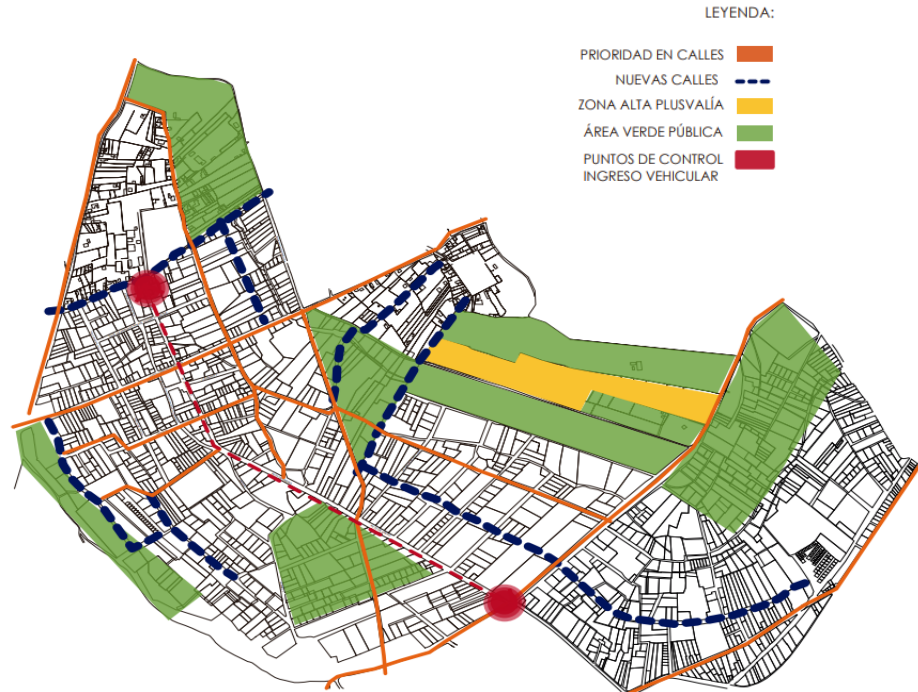 LEYENDA:
PRIORIDAD EN CALLES
NUEVAS CALLES
ZONA ALTA PLUSVALÍA
ÁREA VERDE PÚBLICA
PUNTOS DE CONTROL
INGRESO VEHICULAR